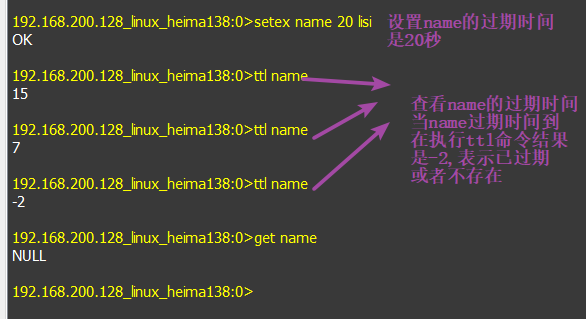 192.168.200.128_linux_heima138:0>setex name 20 lisi
OK
设置name的过期时间
是20秒
192.168.200.128_linux_heima138:0>ttl name
15
192.168.200.128_linux_heima138:0>ttl name
7
192.168.200.128_linux_heima138:0>ttl name
-2
查看name的过期时间
当name过期时间到
在执行ttl命令结果
是-2,表示已过期
或者不存在
192.168.200.128_linux_heima138:0>get name
NULL
192.168.200.128_linux_heima138:0>